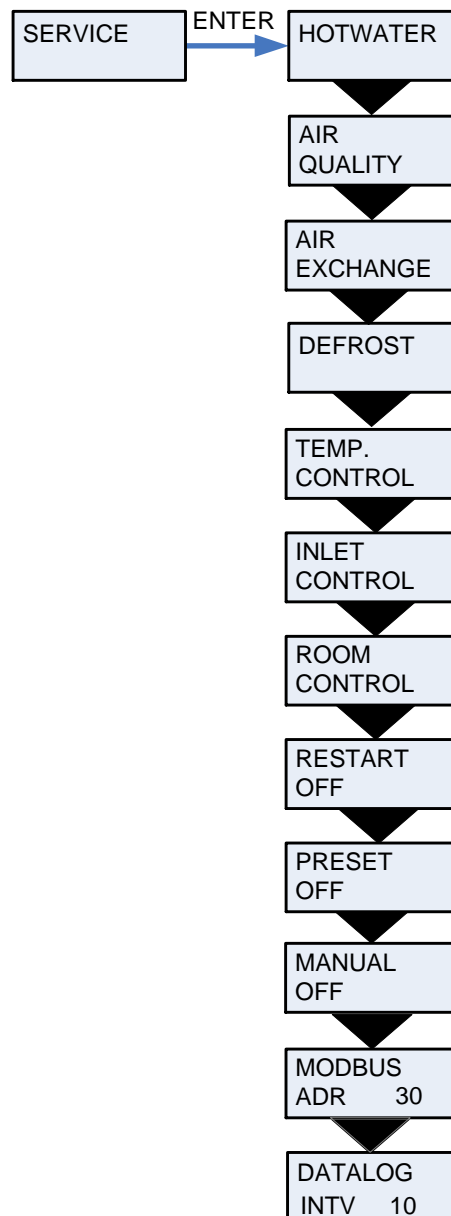 SERVICE
ENTER
HOTWATER
AIR
QUALITY
AIR
EXCHANGE
DEFROST
TEMP.
CONTROL
INLET
CONTROL
ROOM
CONTROL
RESTART
OFF
PRESET
OFF
MANUAL
OFF
MODBUS
ADR 30
DATALOG
INTV 10